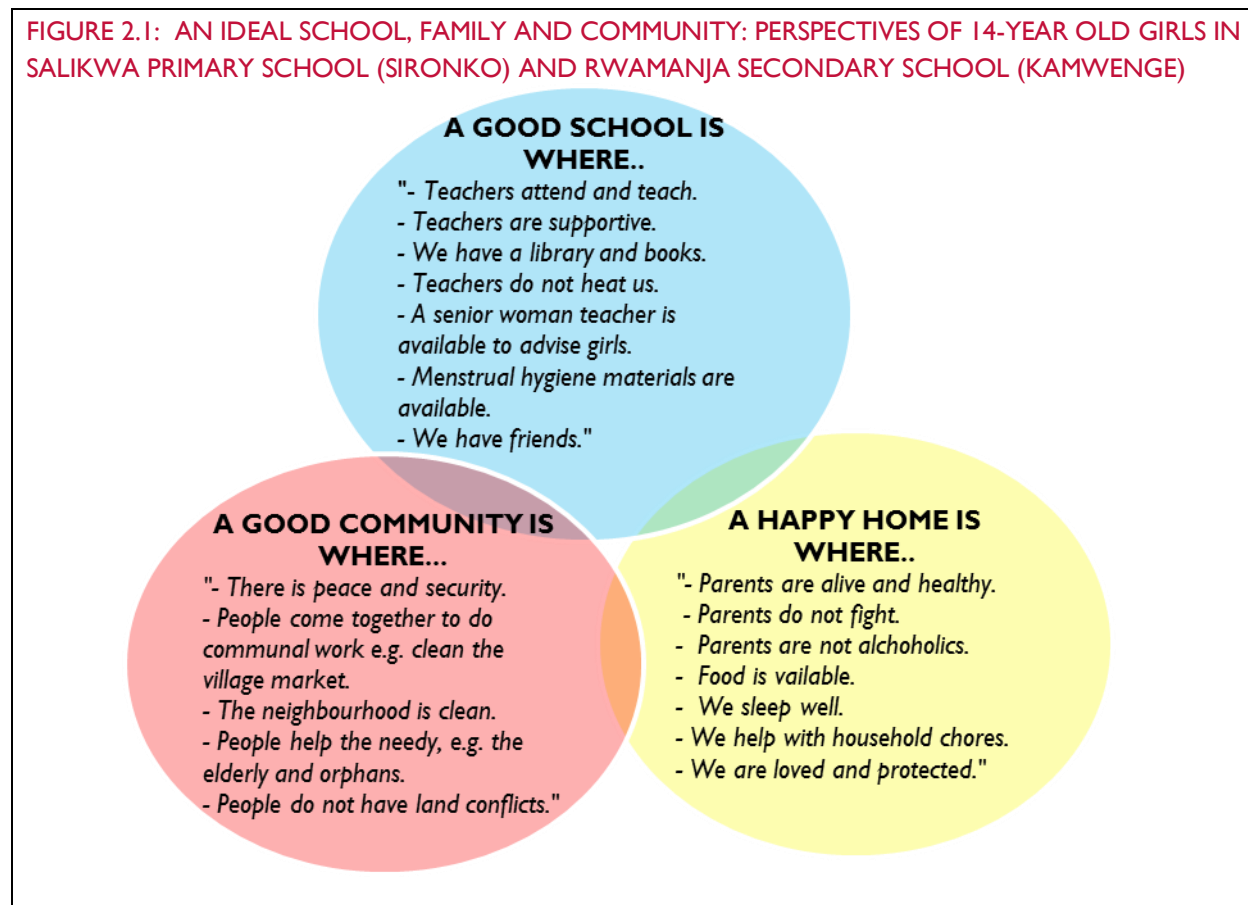 FIGURE 2.1: AN IDEAL SCHOOL, FAMILY AND COMMUNITY: PERSPECTIVES OF 14-YEAR OLD GIRLS IN
SALIKWA PRIMARY SCHOOL (SIRONKO) AND RWAMANJA SECONDARY SCHOOL (KAMWENGE)
A GOOD SCHOOL IS
WHERE..
"- Teachers attend and teach.
- Teachers are supportive.
- We have a library and books.
- Teachers do not heat us.
- A senior woman teacher is
available to advise girls.
- Menstrual hygiene materials are
available.
- We have friends."
A GOOD COMMUNITY IS
WHERE...
"- There is peace and security.
- People come together to do
communal work e.g. clean the
village market.
- The neighbourhood is clean.
- People help the needy, e.g. the
elderly and orphans.
- People do not have land conflicts."
A HAPPY HOME IS
WHERE..
"- Parents are alive and healthy.
- Parents do not fight.
- Parents are not alchoholics.
- Food is vailable.
- We sleep well.
- We help with household chores.
- We are loved and protected."